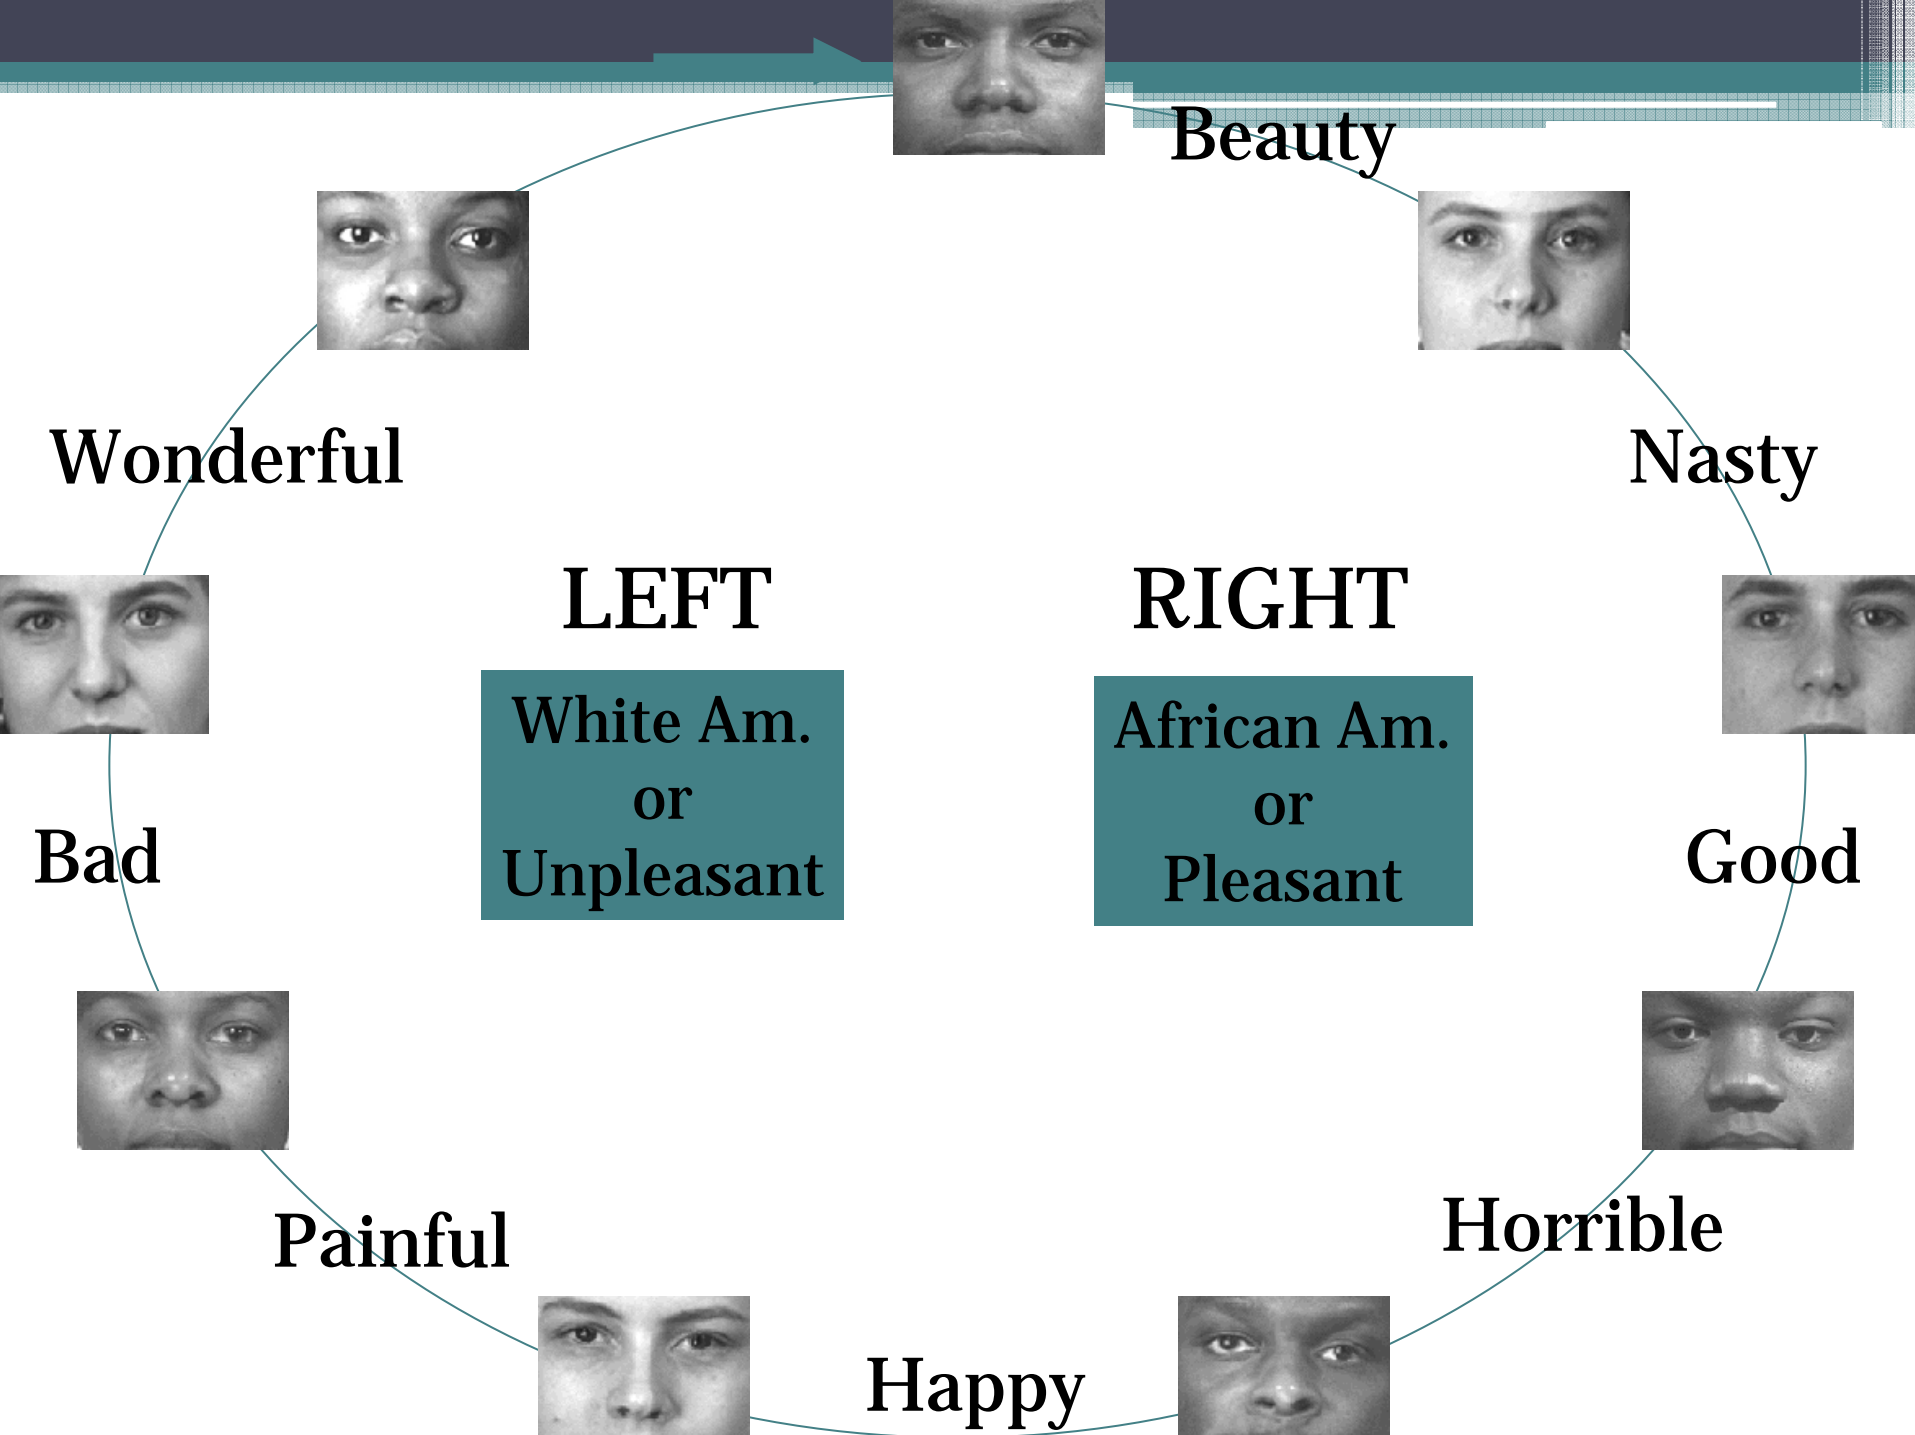 Beauty
Wonderful
Nasty
LEFT
RIGHT
White Am.
or
Unpleasant
African Am.
or
Pleasant
Bad
Good
Painful
Horrible
Happy